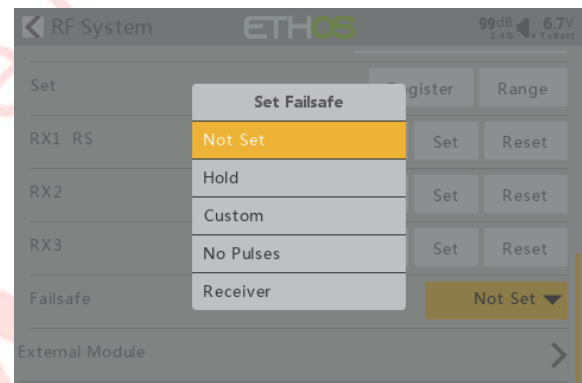 RF System ETHOS 99dB 2.4G 6.7V TxBatt
Set Range
Set Failsafe
Not Set
Hold
Custom
No Pulses
Receiver
RX1 RS Set Reset
RX2 Set Reset
RX3 Set Reset
Failsafe Not Set
External Module